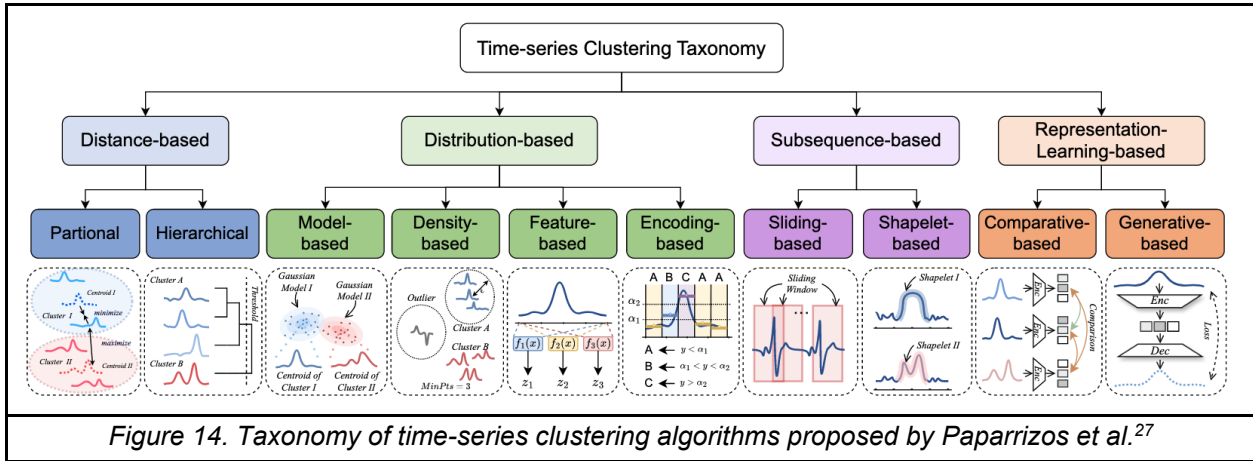 Time-series Clustering Taxonomy
Distance-based
Distribution-based
Subsequence-based
Representation-
Learning-based
Partional
Hierarchical
Model-
based
Density-
based
Feature-
based
Encoding-
based
Sliding-
based
Shapelet-
based
Comparative-
based
Generative-
based
Centroid I
Cluster I
minimize
maximize
Cluster II
Centroid II
Cluster A
Threshold
Cluster B
Gaussian
Model I
Gaussian
Model II
Centroid
of Cluster I
Centroid of
Cluster II
Outlier
ε
Cluster A
Cluster B
MinPts = 3
f₁(x) f₂(x) f₃(x)
z₁ z₂ z₃
A B C A A
α₂
α₁
A ← y < α₁
B ← α₁ < y < α₂
C ← y > α₂
Sliding
Window
...
Shapelet I
Shapelet II
Enc
Enc
Enc
Comparison
Enc
Dec
Loss
Figure 14. Taxonomy of time-series clustering algorithms proposed by Paparrizos et al.²⁷